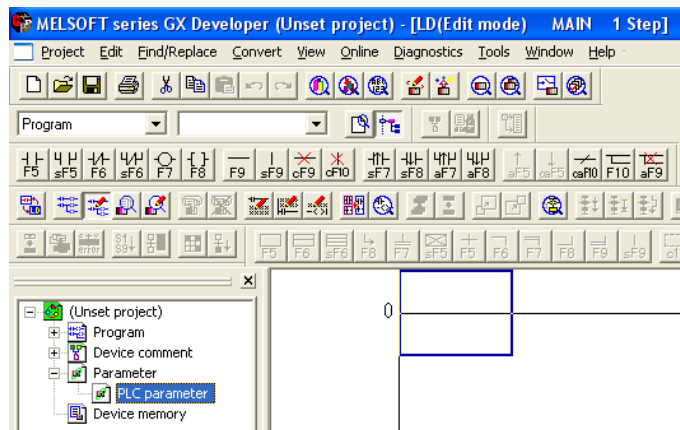 MELSOFT series GX Developer (Unset project) - [LD(Edit mode) MAIN 1 Step]
Project Edit Find/Replace Convert View Online Diagnostics Tools Window Help
Program
F5 sF5 F6 sF6 F7 F8 F9 sF9 cF9 cF10 sF7 sF8 aF7 aF8 aF5 caF5 caF10 F10 aF9
error S1 S9
F5 F6 sF6 F8 F7 sF5 F5 F6 F7 F8 F9 sF9
0
(Unset project)
Program
Device comment
Parameter
PLC parameter
Device memory